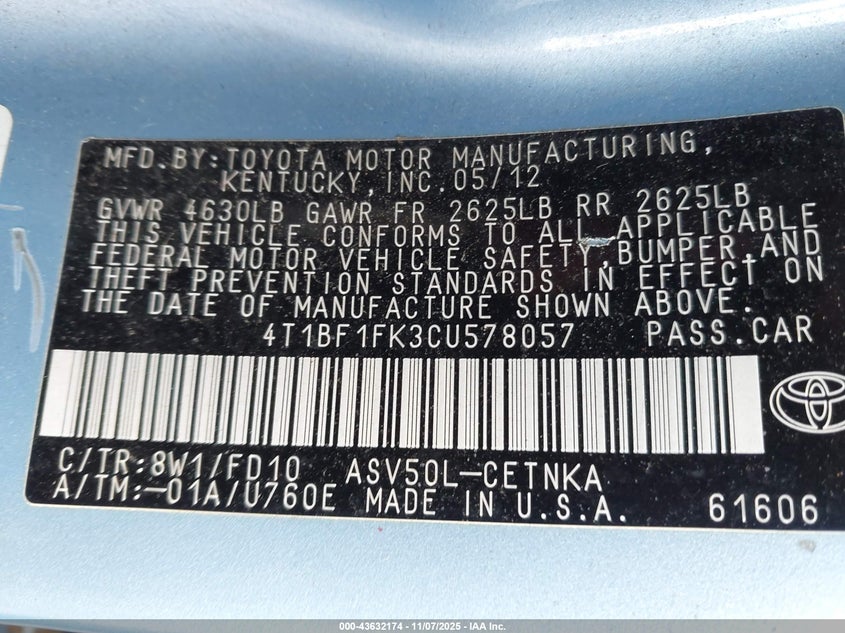 MFD.BY:TOYOTA MOTOR MANUFACTURING,
KENTUCKY,INC.05/12
GVWR 4630LB GAWR FR 2625LB RR 2625LB
THIS VEHICLE CONFORMS TO ALL APPLICABLE
FEDERAL MOTOR VEHICLE SAFETY,BUMPER,AND
THEFT PREVENTION STANDARDS IN EFFECT ON
THE DATE OF MANUFACTURE SHOWN ABOVE.
4T1BF1FK3CU578057 PASS.CAR
C/TR:8W1/FD10 ASV50L-CETNKA
A/TM:-01A/U760E MADE IN U.S.A. 61606
000-43632174 - 11/07/2025 - IAA Inc.